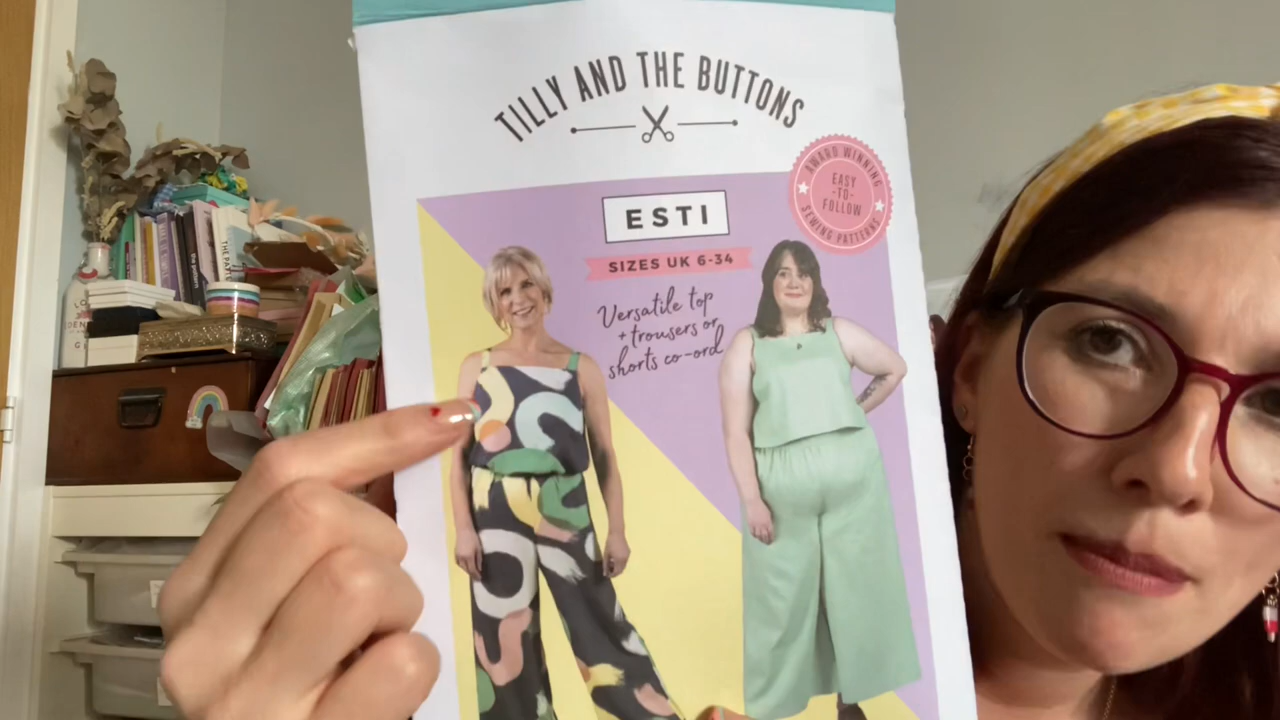 TILLY AND THE BUTTONS
AWARD WINNING
EASY
-TO-
FOLLOW
SEWING PATTERNS
ESTI
SIZES UK 6-34
Versatile top
+ trousers or
shorts co-ord